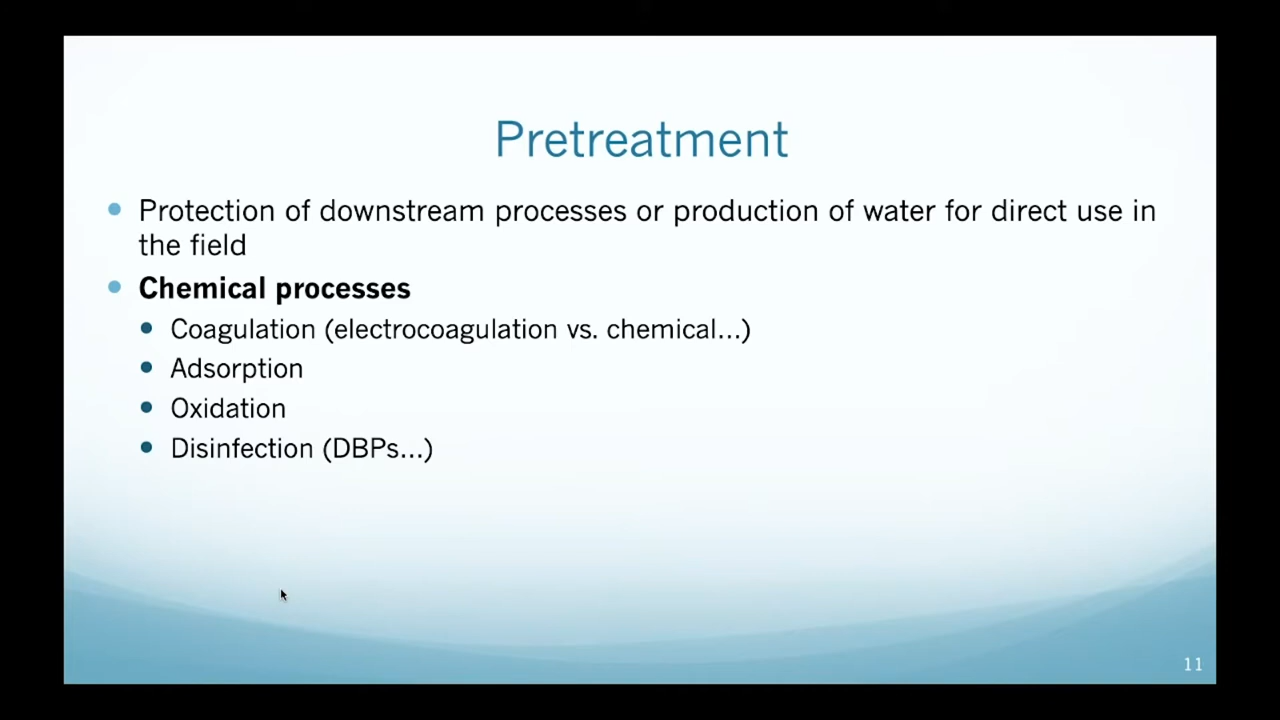 Pretreatment
Protection of downstream processes or production of water for direct use in
the field
Chemical processes
Coagulation (electrocoagulation vs. chemical...)
Adsorption
Oxidation
Disinfection (DBPs...)
11